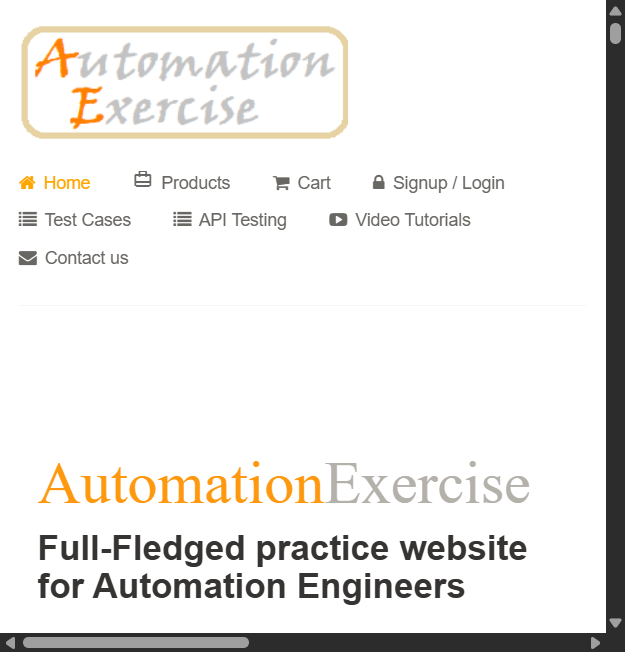 Automation
Exercise
Home Products Cart Signup / Login
Test Cases API Testing Video Tutorials
Contact us
AutomationExercise
Full-Fledged practice website
for Automation Engineers